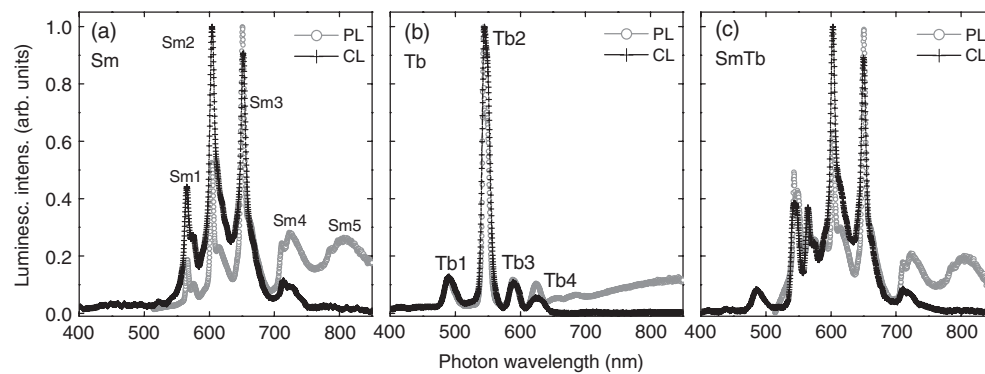 Luminesc. intens. (arb. units)
1.0
0.8
0.6
0.4
0.2
0.0
(a)
Sm
Sm2
PL
CL
Sm3
Sm1
Sm4
Sm5
400 500 600 700 800
(b)
Tb
Tb2
PL
CL
Tb1
Tb3
Tb4
400 500 600 700 800
(c)
SmTb
PL
CL
400 500 600 700 800
Photon wavelength (nm)